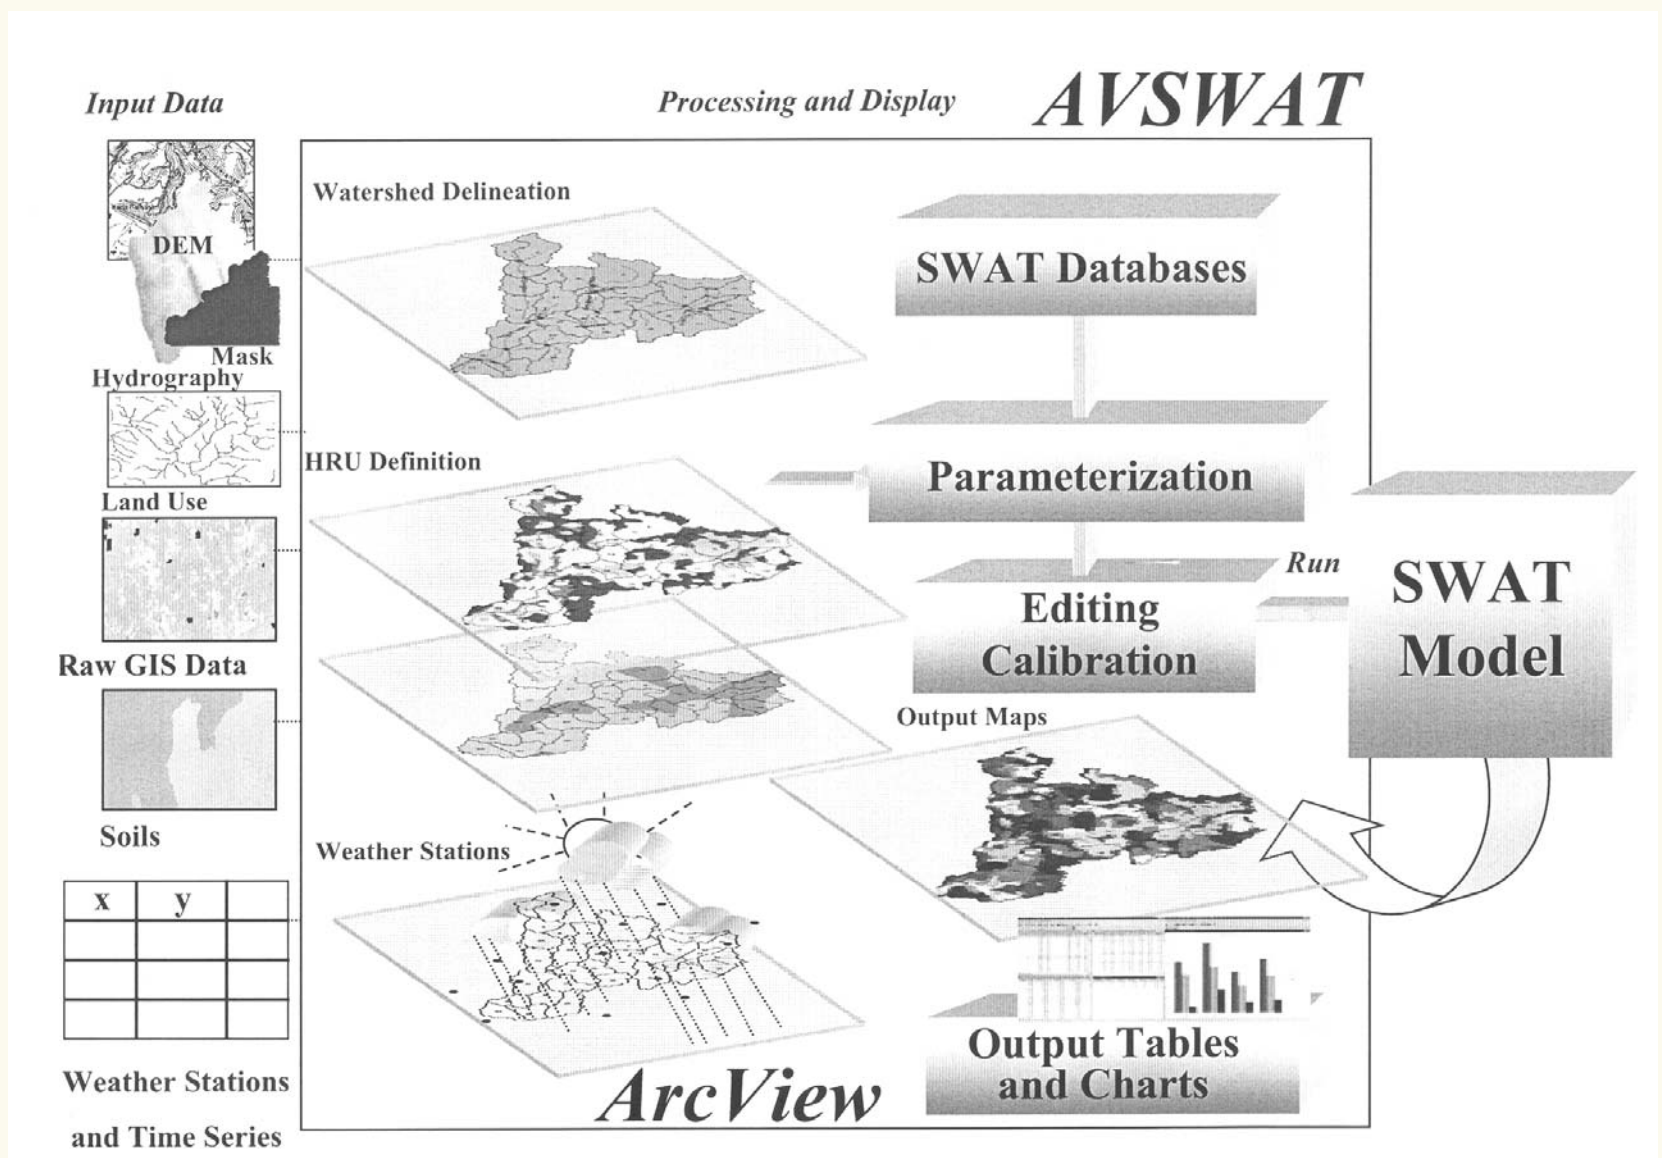 Input Data
Processing and Display
AVSWAT
DEM
Mask
Hydrography
Land Use
Raw GIS Data
Soils
x y
Weather Stations
and Time Series
Watershed Delineation
HRU Definition
Weather Stations
ArcView
SWAT Databases
Parameterization
Editing
Calibration
Run
SWAT
Model
Output Maps
Output Tables
and Charts